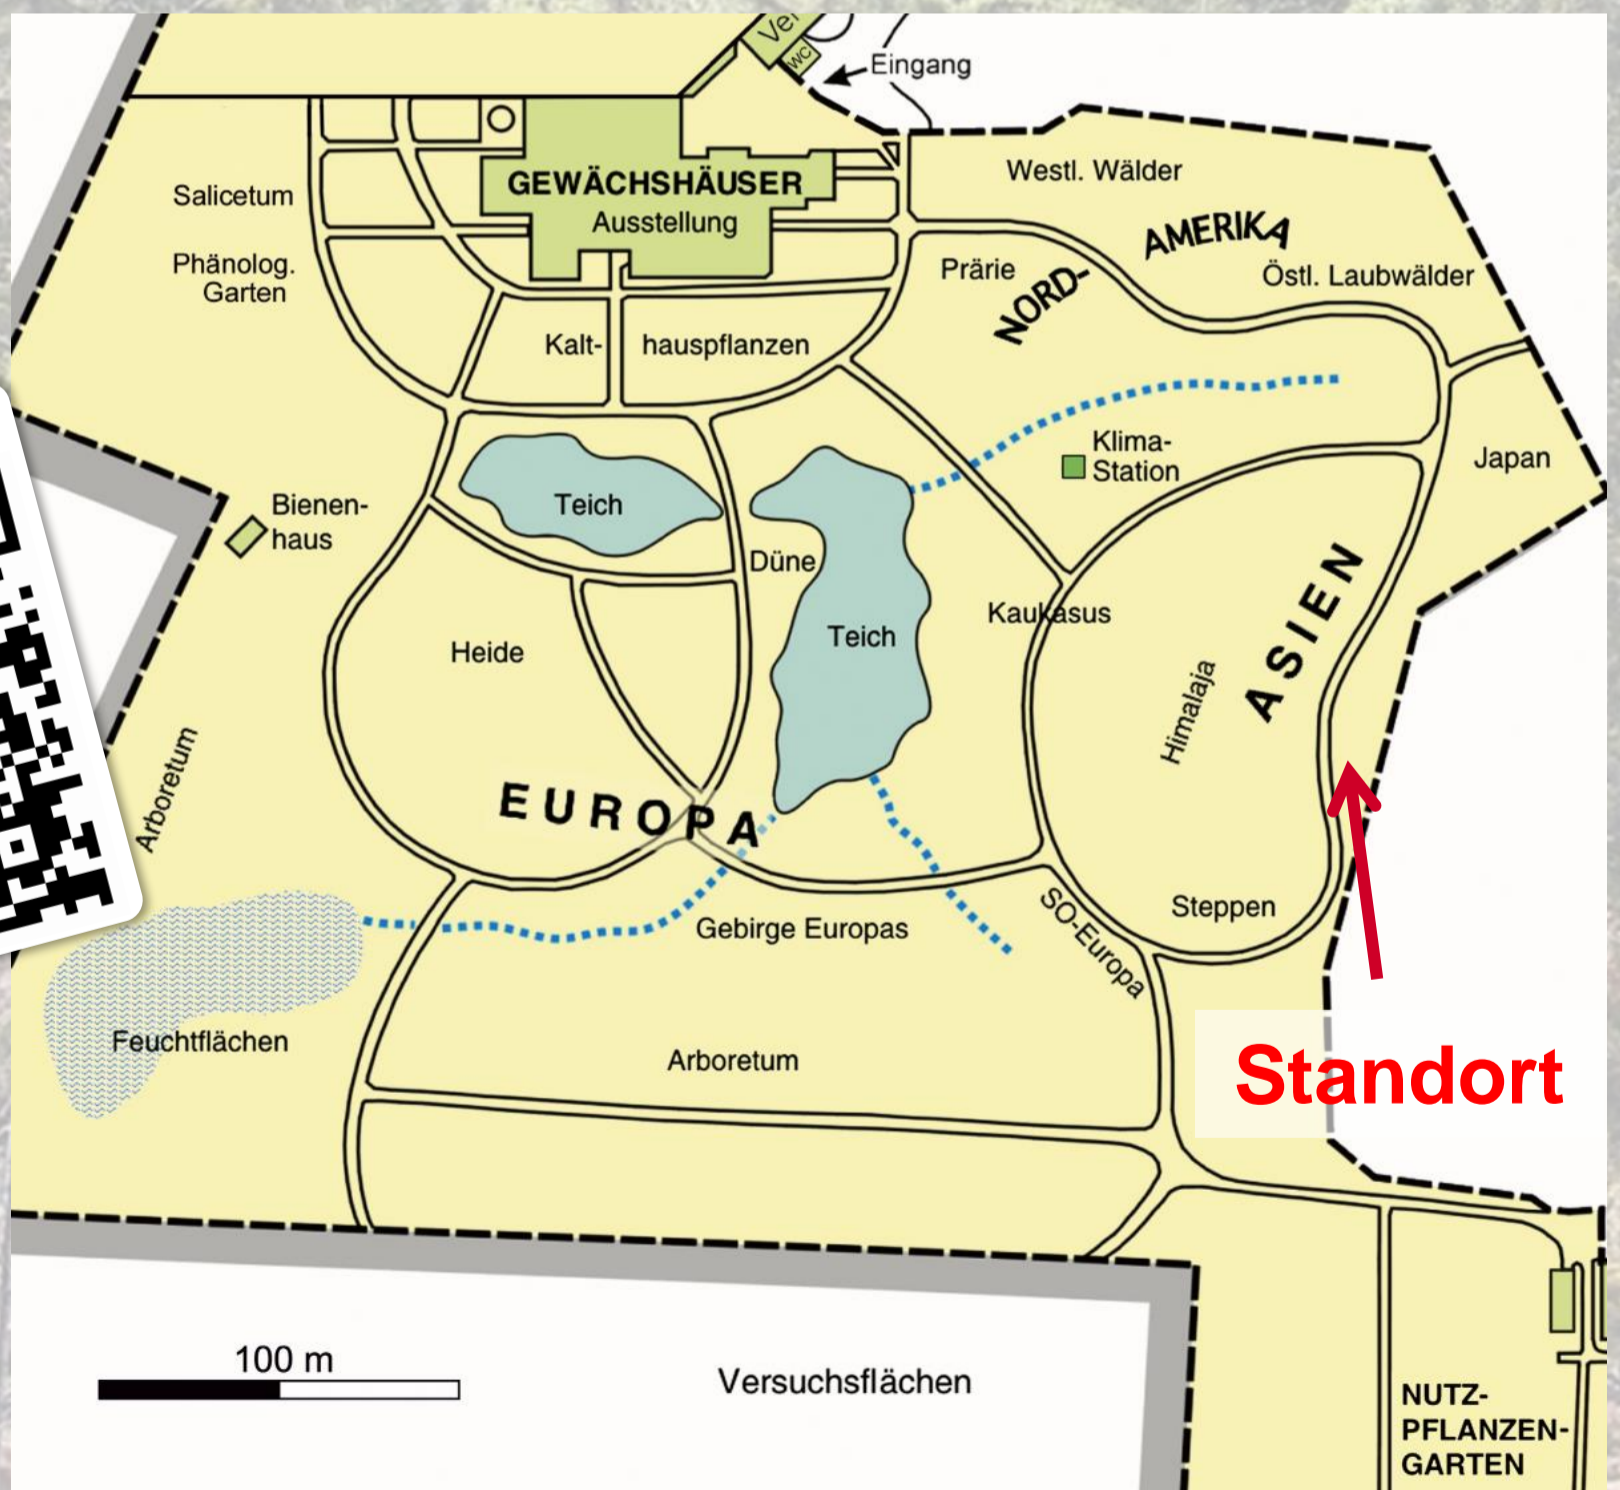 WC
Eingang
Westl. Wälder
GEWÄCHSHÄUSER
Ausstellung
Salicetum
AMERIKA
NORD-
Prärie
Östl. Laubwälder
Phänolog.
Garten
Kalt-
hauspflanzen
Klima-
Station
Japan
Teich
Bienen-
haus
Düne
Kaukasus
ASIEN
Teich
Heide
Himalaja
Arboretum
EUROPA
Steppen
SO-Europa
Gebirge Europas
Feuchtflächen
Arboretum
Standort
100 m
Versuchsflächen
NUTZ-
PFLANZEN-
GARTEN